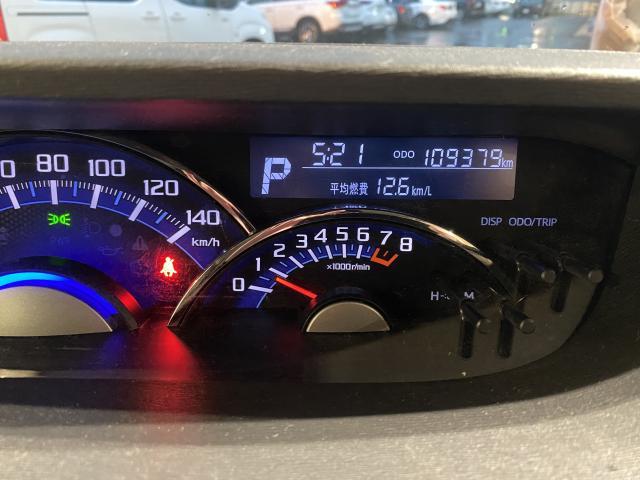 5:21 ODO 109379km
P
平均燃費 12.6km/L
80 100 120 140
km/h
0 1 2 3 4 5 6 7 8
×1000r/min
DISP ODO/TRIP
H M